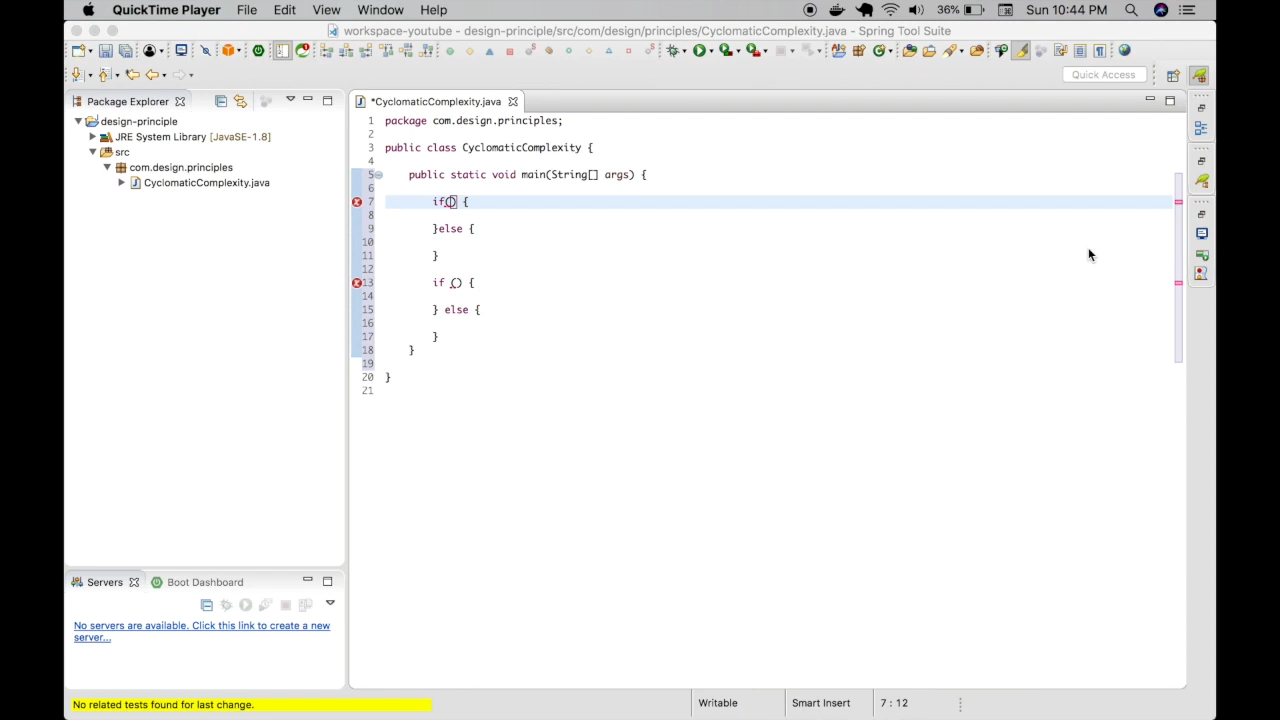 QuickTime Player File Edit View Window Help 36% Sun 10:44 PM
workspace-youtube - design-principle/src/com/design/principles/CyclomaticComplexity.java - Spring Tool Suite
Quick Access
Package Explorer
design-principle
JRE System Library [JavaSE-1.8]
src
com.design.principles
CyclomaticComplexity.java
*CyclomaticComplexity.java
1 package com.design.principles;
2
3 public class CyclomaticComplexity {
4
5 public static void main(String[] args) {
6
7 if() {
8
9 }else {
10
11 }
12
13 if () {
14
15 } else {
16
17 }
18 }
19
20 }
21
Servers Boot Dashboard
No servers are available. Click this link to create a new
server...
No related tests found for last change. Writable Smart Insert 7 : 12